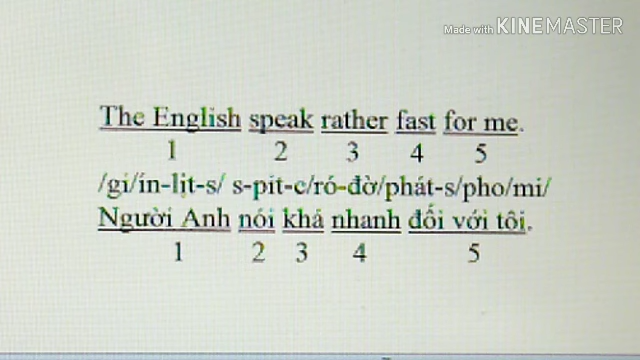 Made with KINEMASTER
The English speak rather fast for me.
1 2 3 4 5
/gi/ín-lịt-s/ s-pít-c/ró-đờ/phát-s/pho/mi/
Người Anh nói khá nhanh đối với tôi.
1 2 3 4 5